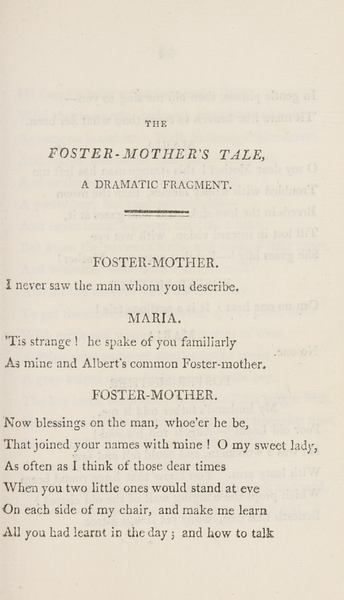 THE
FOSTER-MOTHER'S TALE,
A DRAMATIC FRAGMENT.
FOSTER-MOTHER.
I never saw the man whom you describe.
MARIA.
'Tis strange! he spake of you familiarly
As mine and Albert's common Foster-mother.
FOSTER-MOTHER.
Now blessings on the man, whoe'er he be,
That joined your names with mine! O my sweet lady,
As often as I think of those dear times
When you two little ones would stand at eve
On each side of my chair, and make me learn
All you had learnt in the day; and how to talk